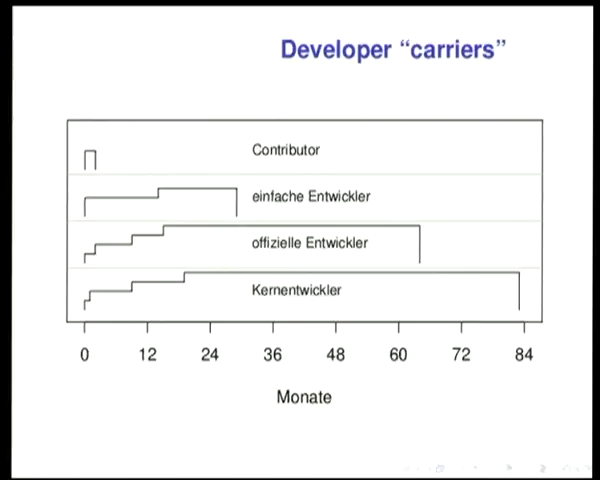 Developer “carriers”
Contributor
einfache Entwickler
offizielle Entwickler
Kernentwickler
0 12 24 36 48 60 72 84
Monate